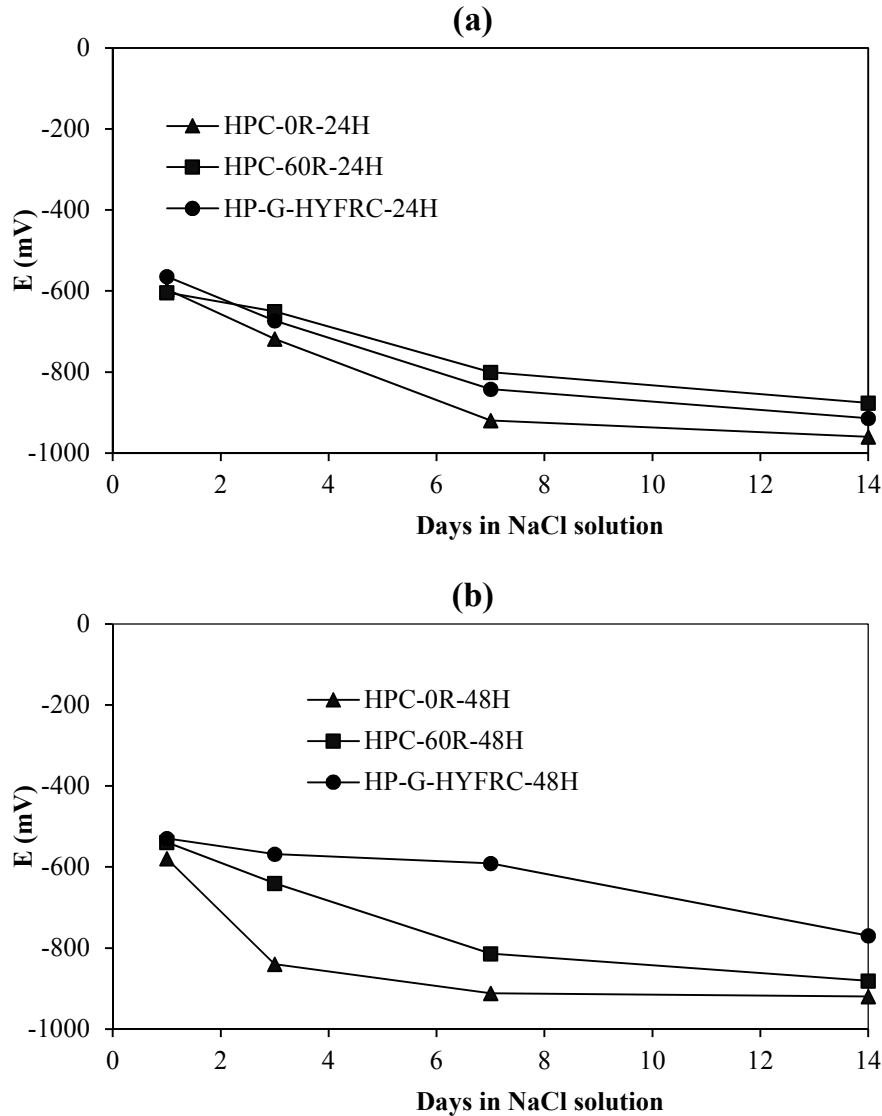 (a)
0
-200
-400
-600
-800
-1000
E (mV)
HPC-0R-24H
HPC-60R-24H
HP-G-HYFRC-24H
0 2 4 6 8 10 12 14
Days in NaCl solution
(b)
0
-200
-400
-600
-800
-1000
E (mV)
HPC-0R-48H
HPC-60R-48H
HP-G-HYFRC-48H
0 2 4 6 8 10 12 14
Days in NaCl solution